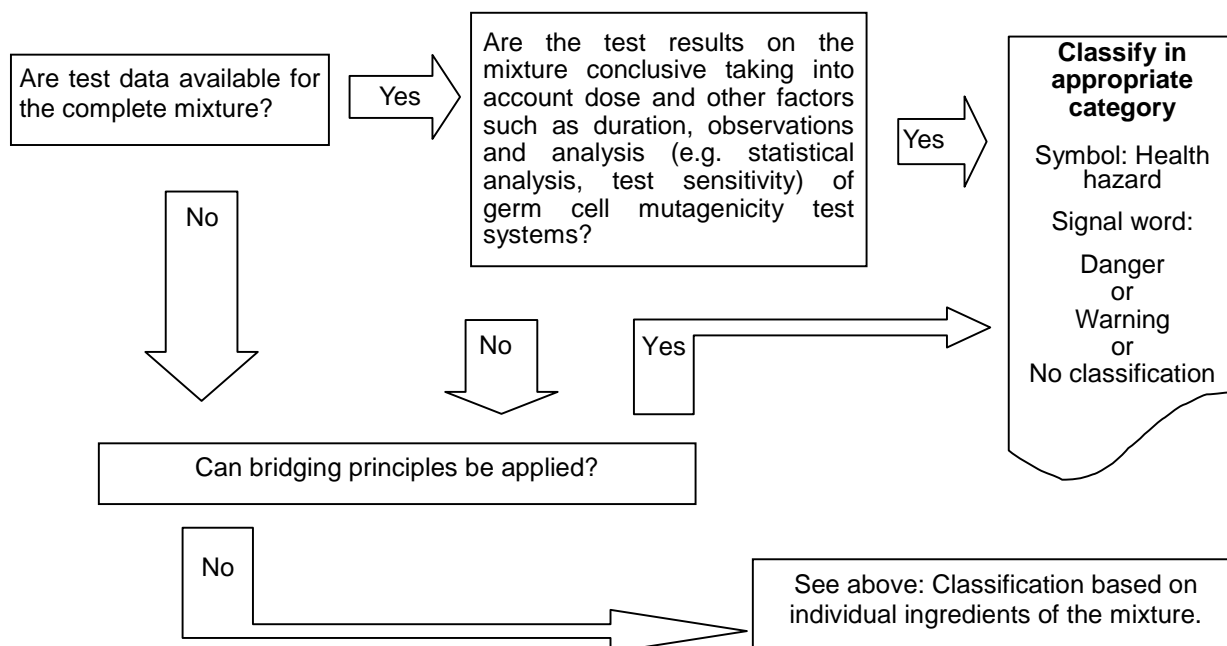 Are test data available for
the complete mixture?
Yes
Are the test results on the
mixture conclusive taking into
account dose and other factors
such as duration, observations
and analysis (e.g. statistical
analysis, test sensitivity) of
germ cell mutagenicity test
systems?
Yes
Classify in
appropriate
category
Symbol: Health
hazard
Signal word:
Danger
or
Warning
or
No classification
No
No
Yes
Can bridging principles be applied?
No
See above: Classification based on
individual ingredients of the mixture.